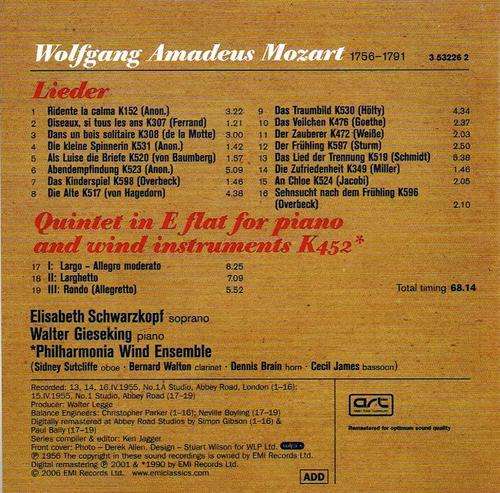 Wolfgang Amadeus Mozart 1756–1791 3 53226 2
Lieder
1 Ridente la calma K152 (Anon.) 3.22
2 Oiseaux, si tous les ans K307 (Ferrand) 1.21
3 Dans un bois solitaire K308 (de la Motte) 3.00
4 Die kleine Spinnerin K531 (Anon.) 1.42
5 Als Luise die Briefe K520 (von Baumberg) 1.57
6 Abendempfindung K523 (Anon.) 5.09
7 Das Kinderspiel K598 (Overbeck) 1.46
8 Die Alte K517 (von Hagedorn) 4.38
9 Das Traumbild K530 (Hölty) 4.34
10 Das Veilchen K476 (Goethe) 2.37
11 Der Zauberer K472 (Weiße) 2.03
12 Der Frühling K597 (Sturm) 2.50
13 Das Lied der Trennung K519 (Schmidt) 5.38
14 Die Zufriedenheit K349 (Miller) 1.46
15 An Chloe K524 (Jacobi) 2.05
16 Sehnsucht nach dem Frühling K596
(Overbeck) 2.10
Quintet in E flat for piano
and wind instruments K452*
17 I: Largo – Allegro moderato 8.25
18 II: Larghetto 7.09
19 III: Rondo (Allegretto) 5.52
Total timing 68.14
Elisabeth Schwarzkopf soprano
Walter Gieseking piano
*Philharmonia Wind Ensemble
(Sidney Sutcliffe oboe · Bernard Walton clarinet · Dennis Brain horn · Cecil James bassoon)
Recorded: 13, 14, 16.IV.1955, No.1A Studio, Abbey Road, London (1–16);
15.IV.1955, No.1 Studio, Abbey Road (17–19)
Producer: Walter Legge
Balance Engineers: Christopher Parker (1–16); Neville Boyling (17–19)
Digitally remastered at Abbey Road Studios by Simon Gibson (1–16) &
Paul Baily (17–19)
Series compiler & editor: Ken Jagger
Front cover: Photo – Derek Allen. Design – Stuart Wilson for WLP Ltd.
℗ 1956 The copyright in these sound recordings is owned by EMI Records Ltd.
Digital remastering ℗ 2001 & *1990 by EMI Records Ltd.
© 2006 EMI Records Ltd. www.emiclassics.com
art
Remastered for optimum sound quality
ADD